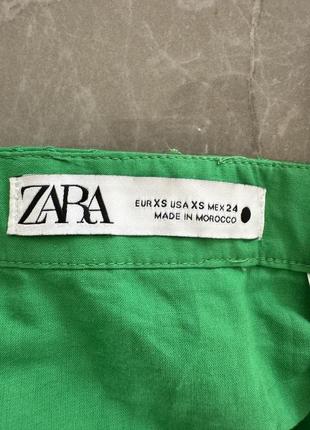 ZARA
EUR XS USA XS MEX 24
MADE IN MOROCCO